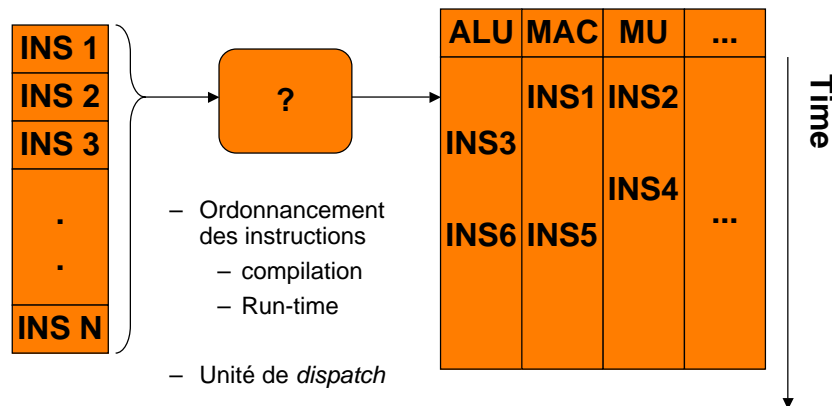 INS 1
INS 2
INS 3
.
.
INS N
?
– Ordonnancement
des instructions
– compilation
– Run-time
– Unité de dispatch
ALU MAC MU ...
INS1 INS2
INS3
INS4
...
INS6 INS5
Time